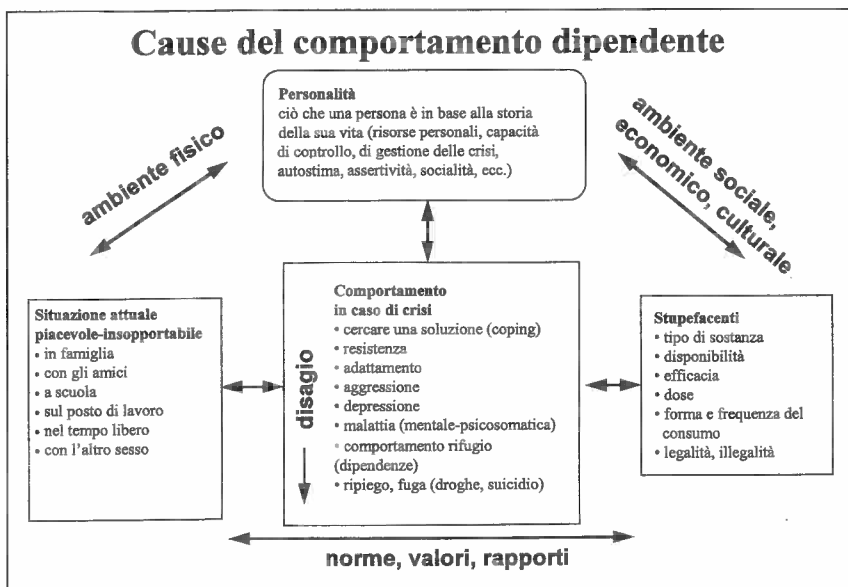 Cause del comportamento dipendente
Personalità
ciò che una persona è in base alla storia
della sua vita (risorse personali, capacità
di controllo, di gestione delle crisi,
autostima, assertività, socialità, ecc.)
ambiente fisico
ambiente sociale,
economico, culturale
Situazione attuale
piacevole-insopportabile
• in famiglia
• con gli amici
• a scuola
• sul posto di lavoro
• nel tempo libero
• con l'altro sesso
disagio
Comportamento
in caso di crisi
• cercare una soluzione (coping)
• resistenza
• adattamento
• aggressione
• depressione
• malattia (mentale-psicosomatica)
• comportamento rifugio
(dipendenze)
• ripiego, fuga (droghe, suicidio)
Stupefacenti
• tipo di sostanza
• disponibilità
• efficacia
• dose
• forma e frequenza del
consumo
• legalità, illegalità
norme, valori, rapporti